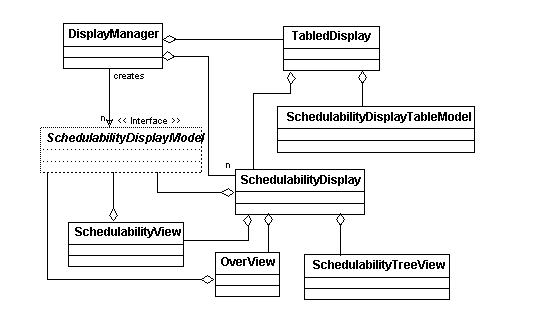 DisplayManager
TabledDisplay
creates
n
<< Interface >>
SchedulabilityDisplayTableModel
SchedulabilityDisplayModel
n
SchedulabilityDisplay
SchedulabilityView
OverView
SchedulabilityTreeView